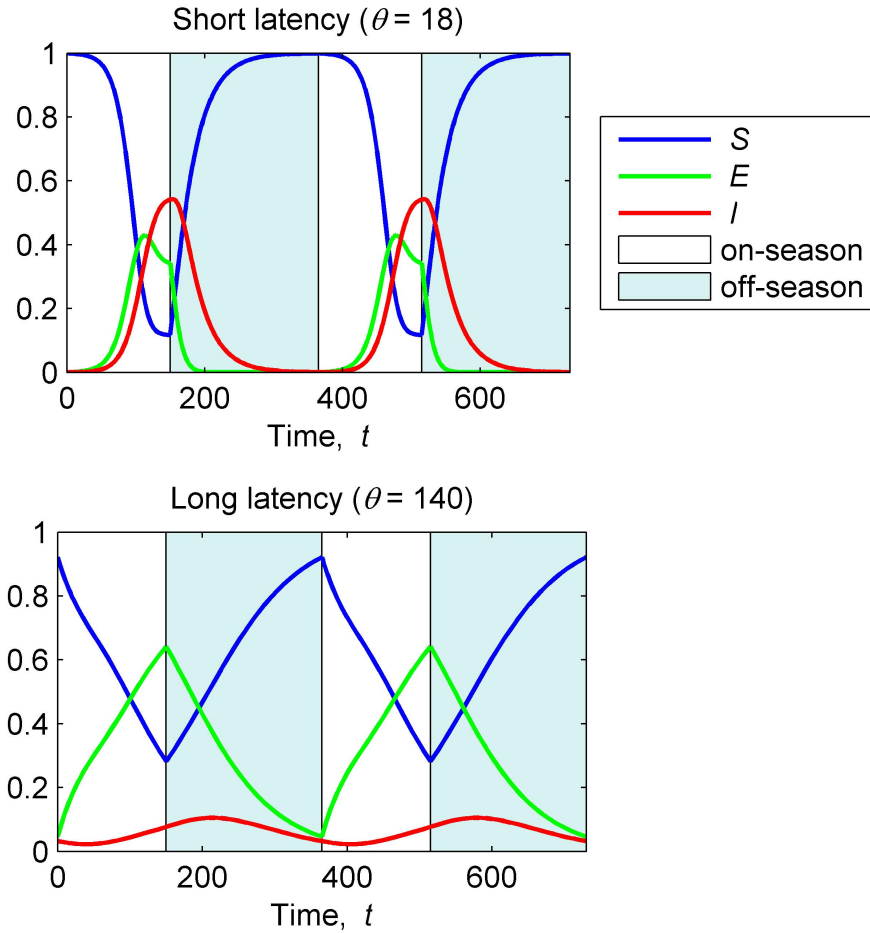 Short latency (θ = 18)
1
0.8
0.6
0.4
0.2
0
0 200 400 600
Time, t
S
E
I
on-season
off-season
Long latency (θ = 140)
1
0.8
0.6
0.4
0.2
0
0 200 400 600
Time, t